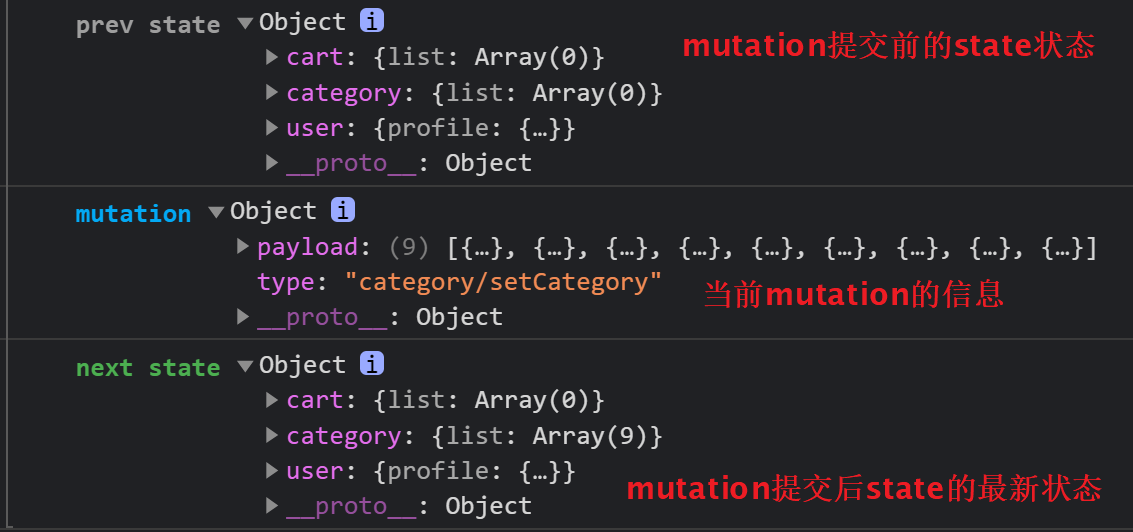 prev state ▼Object i
mutation提交前的state状态
▶cart: {list: Array(0)}
▶category: {list: Array(0)}
▶user: {profile: {…}}
▶__proto__: Object
mutation ▼Object i
▶payload: (9) [{…}, {…}, {…}, {…}, {…}, {…}, {…}, {…}, {…}]
type: "category/setCategory"
当前mutation的信息
▶__proto__: Object
next state ▼Object i
▶cart: {list: Array(0)}
▶category: {list: Array(9)}
▶user: {profile: {…}}
mutation提交后state的最新状态
▶__proto__: Object